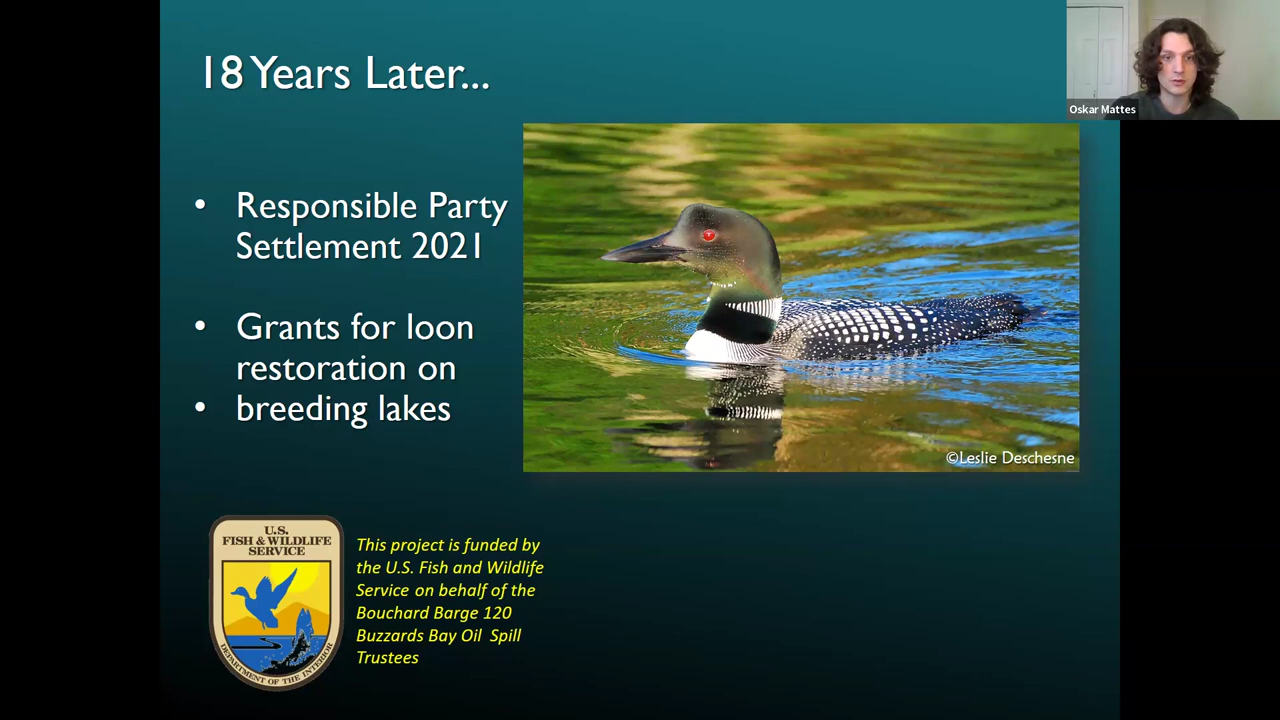 18 Years Later...
Oskar Mattes
• Responsible Party
Settlement 2021
• Grants for loon
restoration on
• breeding lakes
©Leslie Deschesne
U.S.
FISH & WILDLIFE
SERVICE
DEPARTMENT OF THE INTERIOR
This project is funded by
the U.S. Fish and Wildlife
Service on behalf of the
Bouchard Barge 120
Buzzards Bay Oil  Spill
Trustees